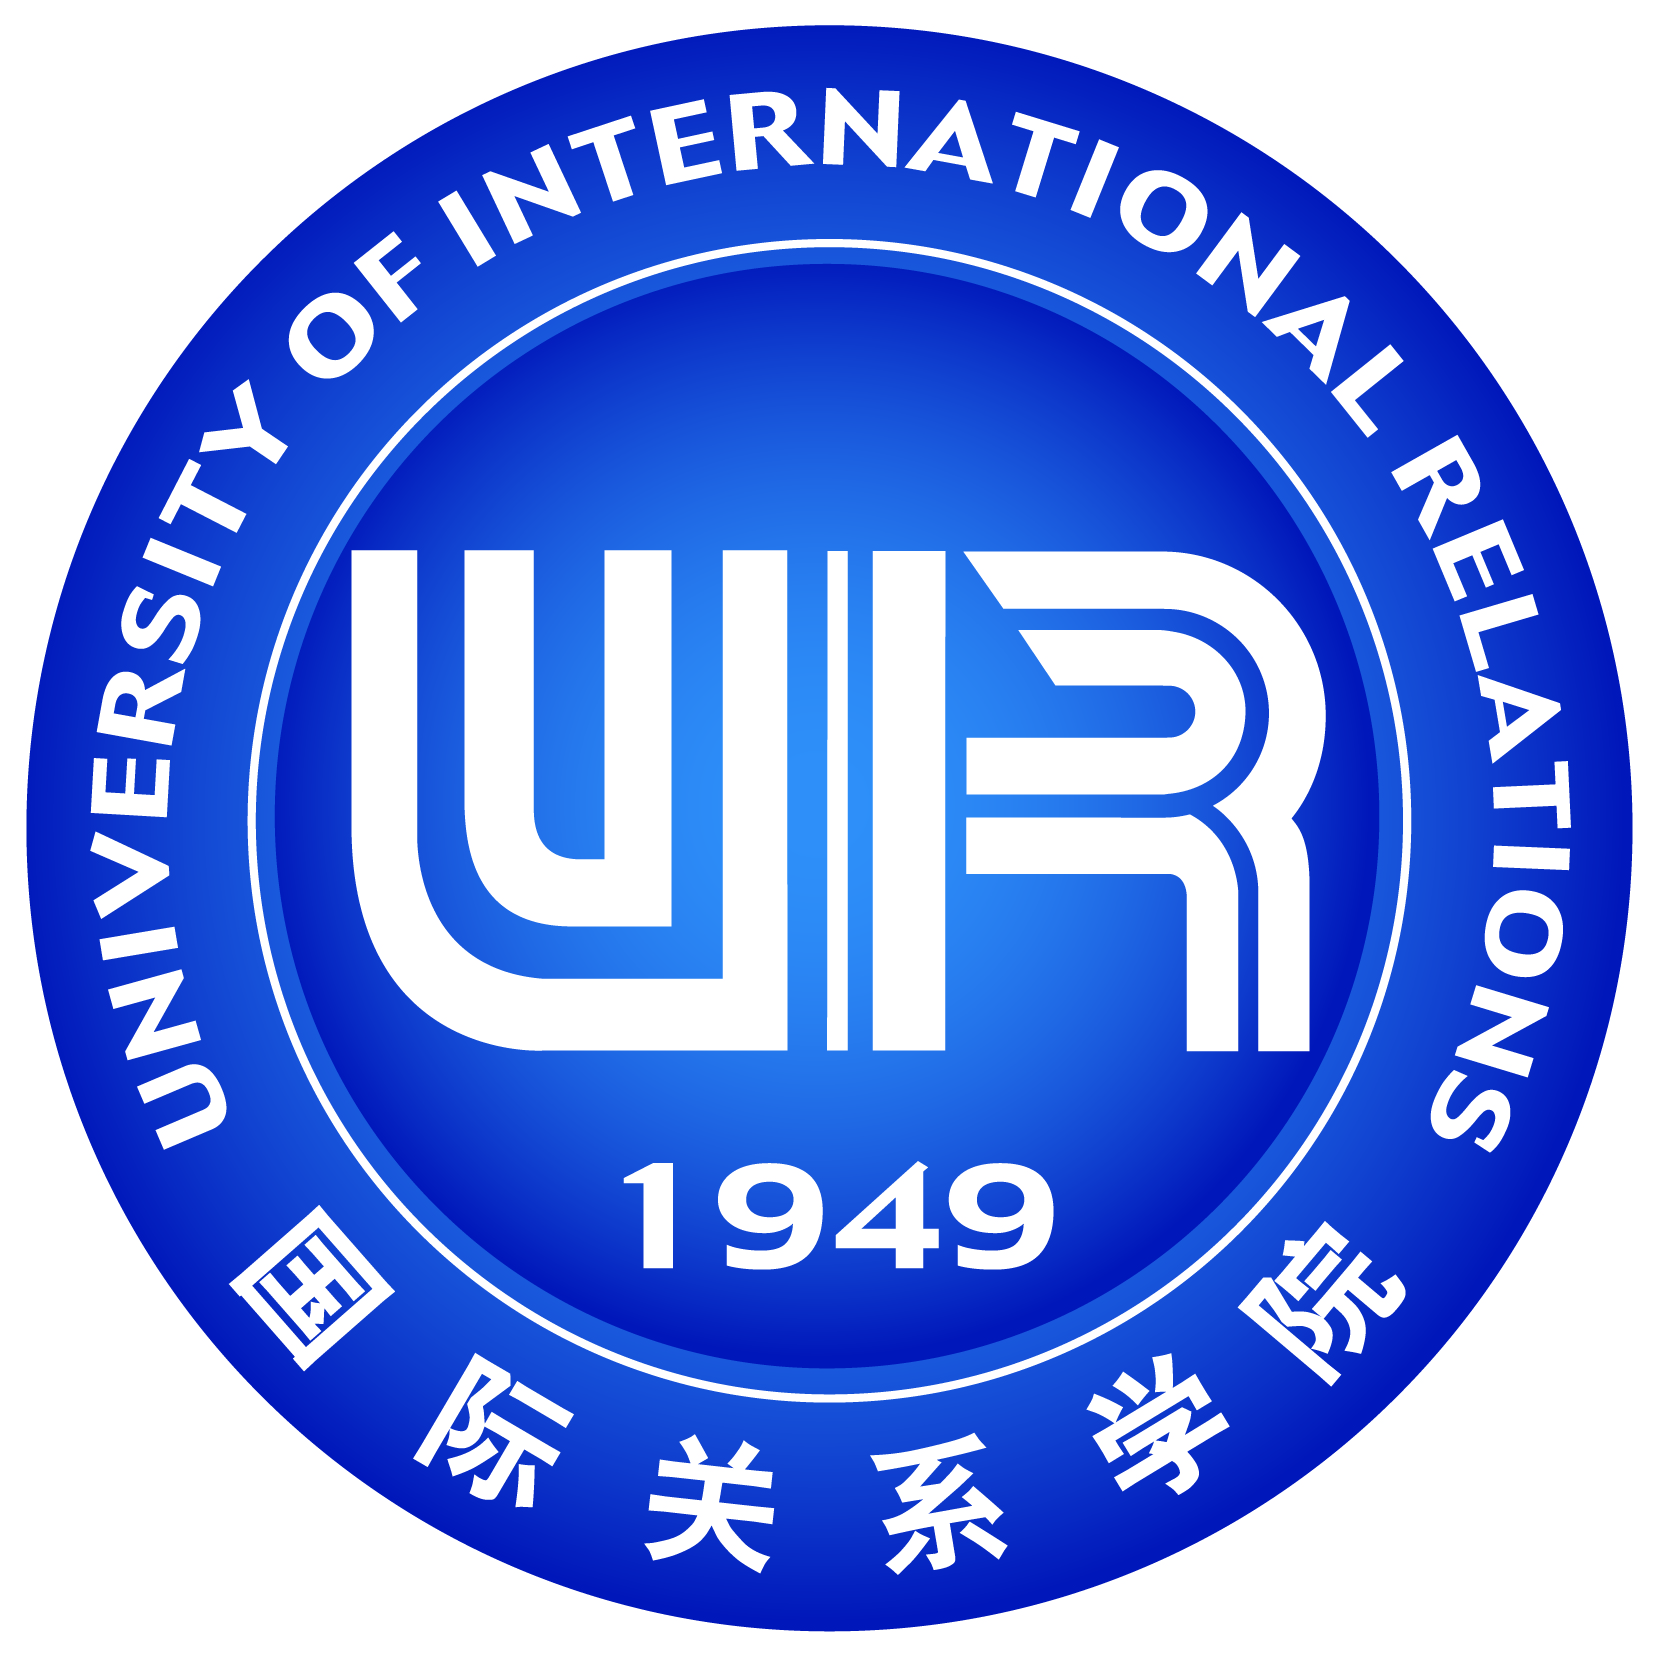 UNIVERSITY OF INTERNATIONAL RELATIONS
UIR
1949
国际关系学院